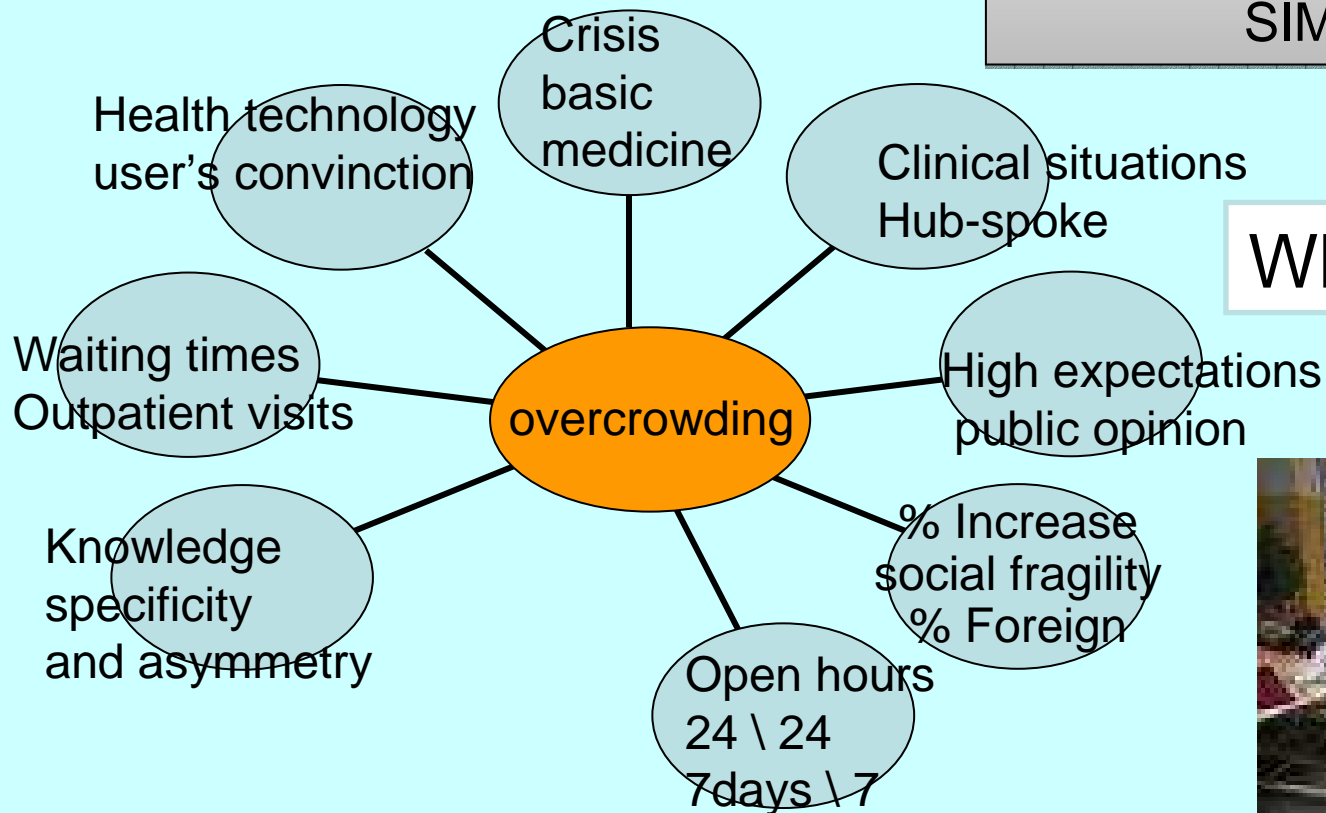 SIM
Crisis
basic
medicine
Health technology
user's convinction
Clinical situations
Hub-spoke
Waiting times
Outpatient visits
overcrowding
High expectations
public opinion
Knowledge
specificity
and asymmetry
% Increase
social fragility
% Foreign
Open hours
24 \ 24
7days \ 7